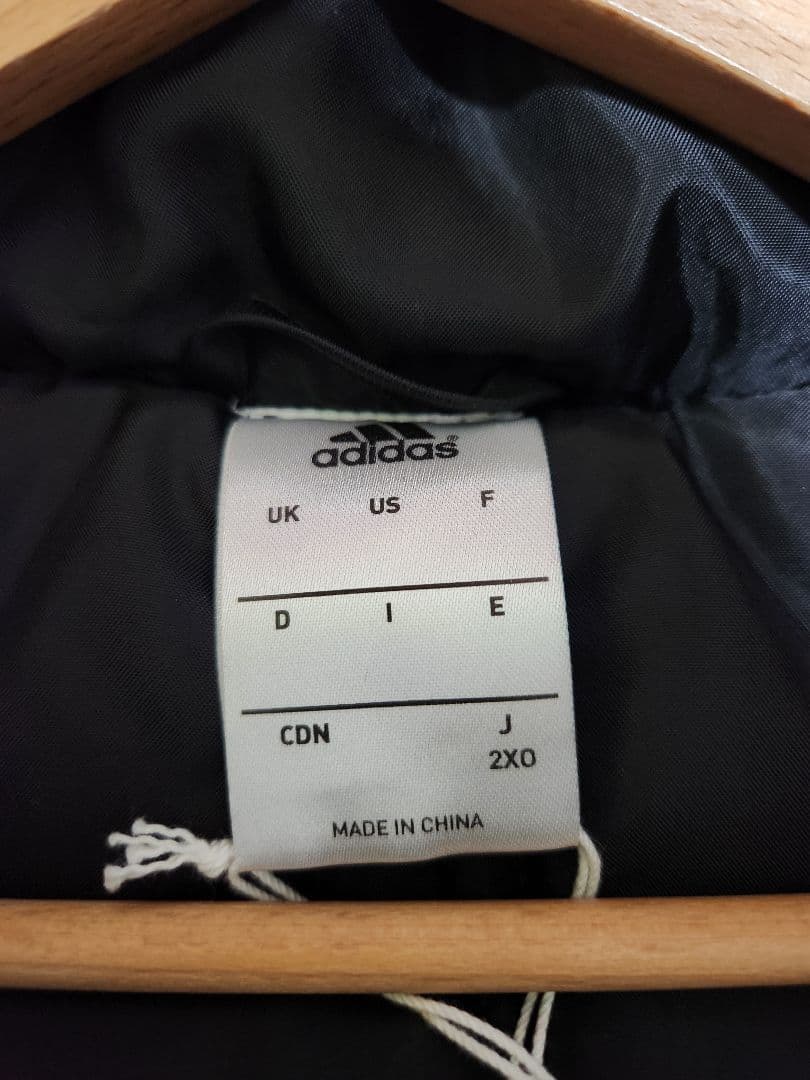 adidas®
UK US F
D I E
CDN J
2XO
MADE IN CHINA